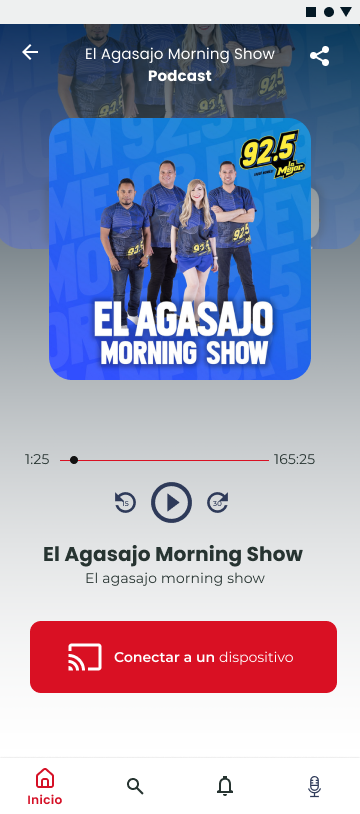 El Agasajo Morning Show
Podcast
92.5
la Mejor
EL AGASAJO
MORNING SHOW
1:25
165:25
15
30
El Agasajo Morning Show
El agasajo morning show
Conectar a un dispositivo
Inicio